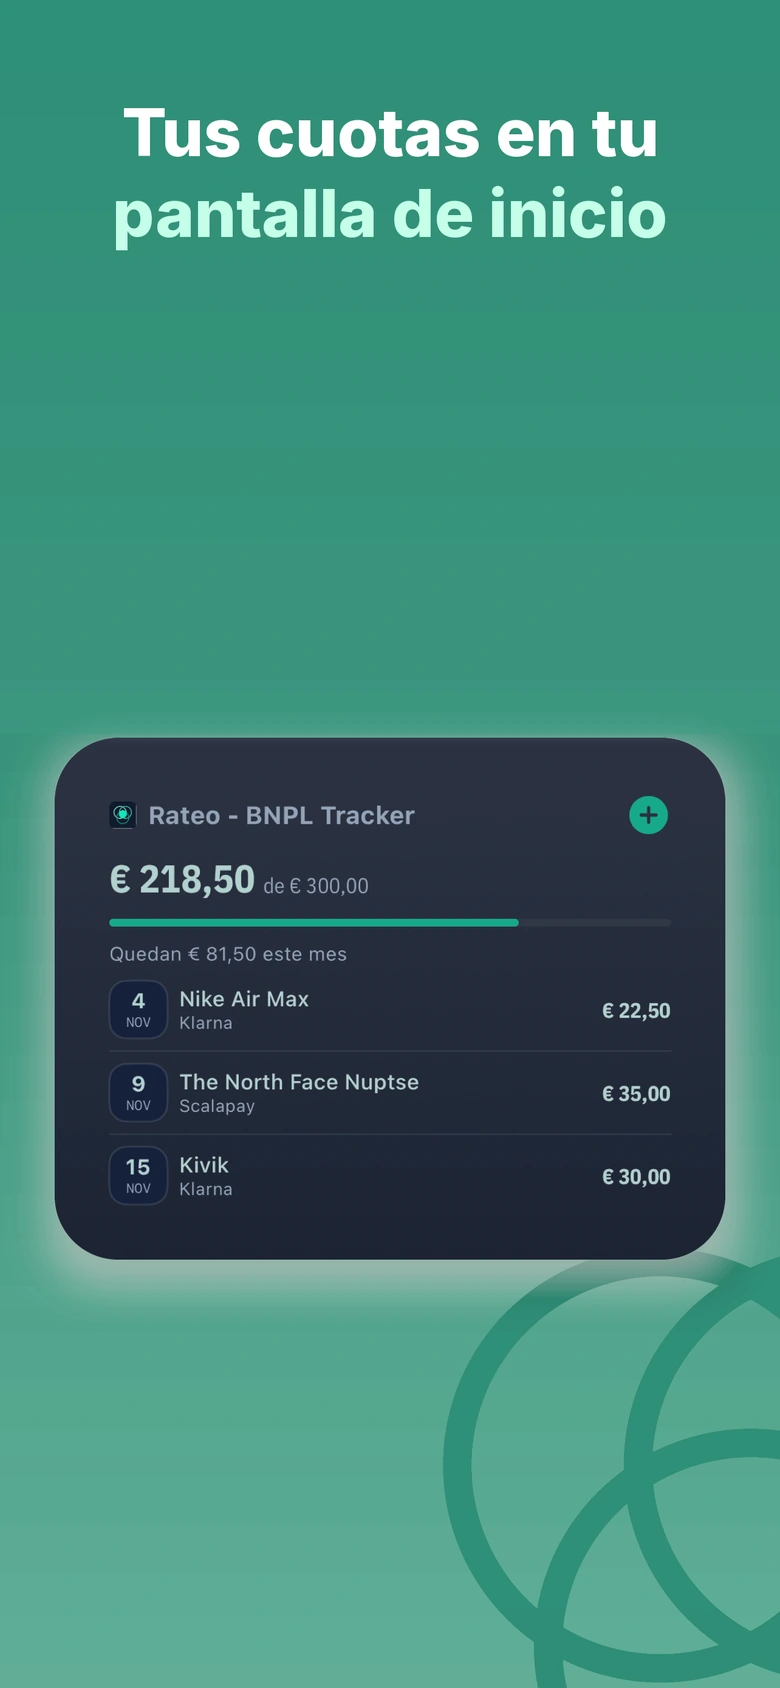 Tus cuotas en tu
pantalla de inicio
Rateo - BNPL Tracker
€ 218,50 de € 300,00
Quedan € 81,50 este mes
4
NOV
Nike Air Max
Klarna
€ 22,50
9
NOV
The North Face Nuptse
Scalapay
€ 35,00
15
NOV
Kivik
Klarna
€ 30,00